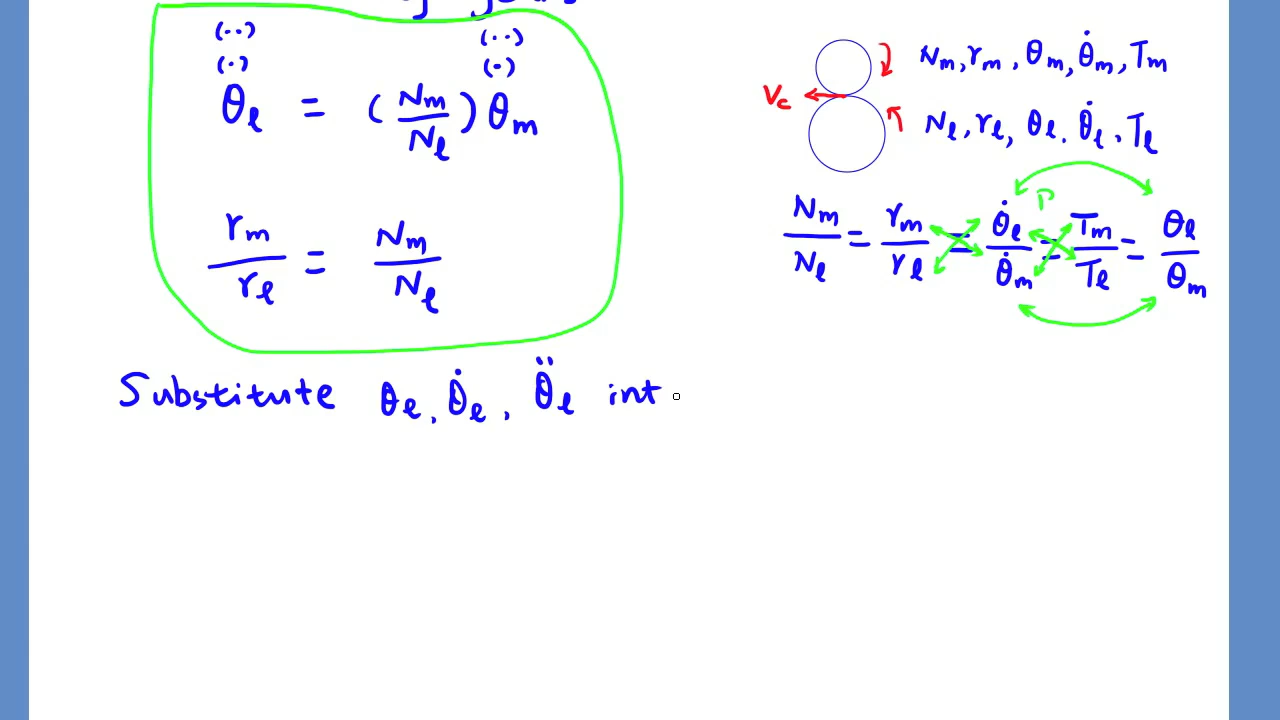 (··) (··)
(·) (·)
θℓ = (Nm/Nℓ) θm
rm/rℓ = Nm/Nℓ
Nm, rm, θm, θ̇m, Tm
Vc
Nℓ, rℓ, θℓ, θ̇ℓ, Tℓ
P
Nm/Nℓ = rm/rℓ = θ̇ℓ/θ̇m = Tm/Tℓ = θℓ/θm
Substitute θℓ, θ̇ℓ, θ̈ℓ int